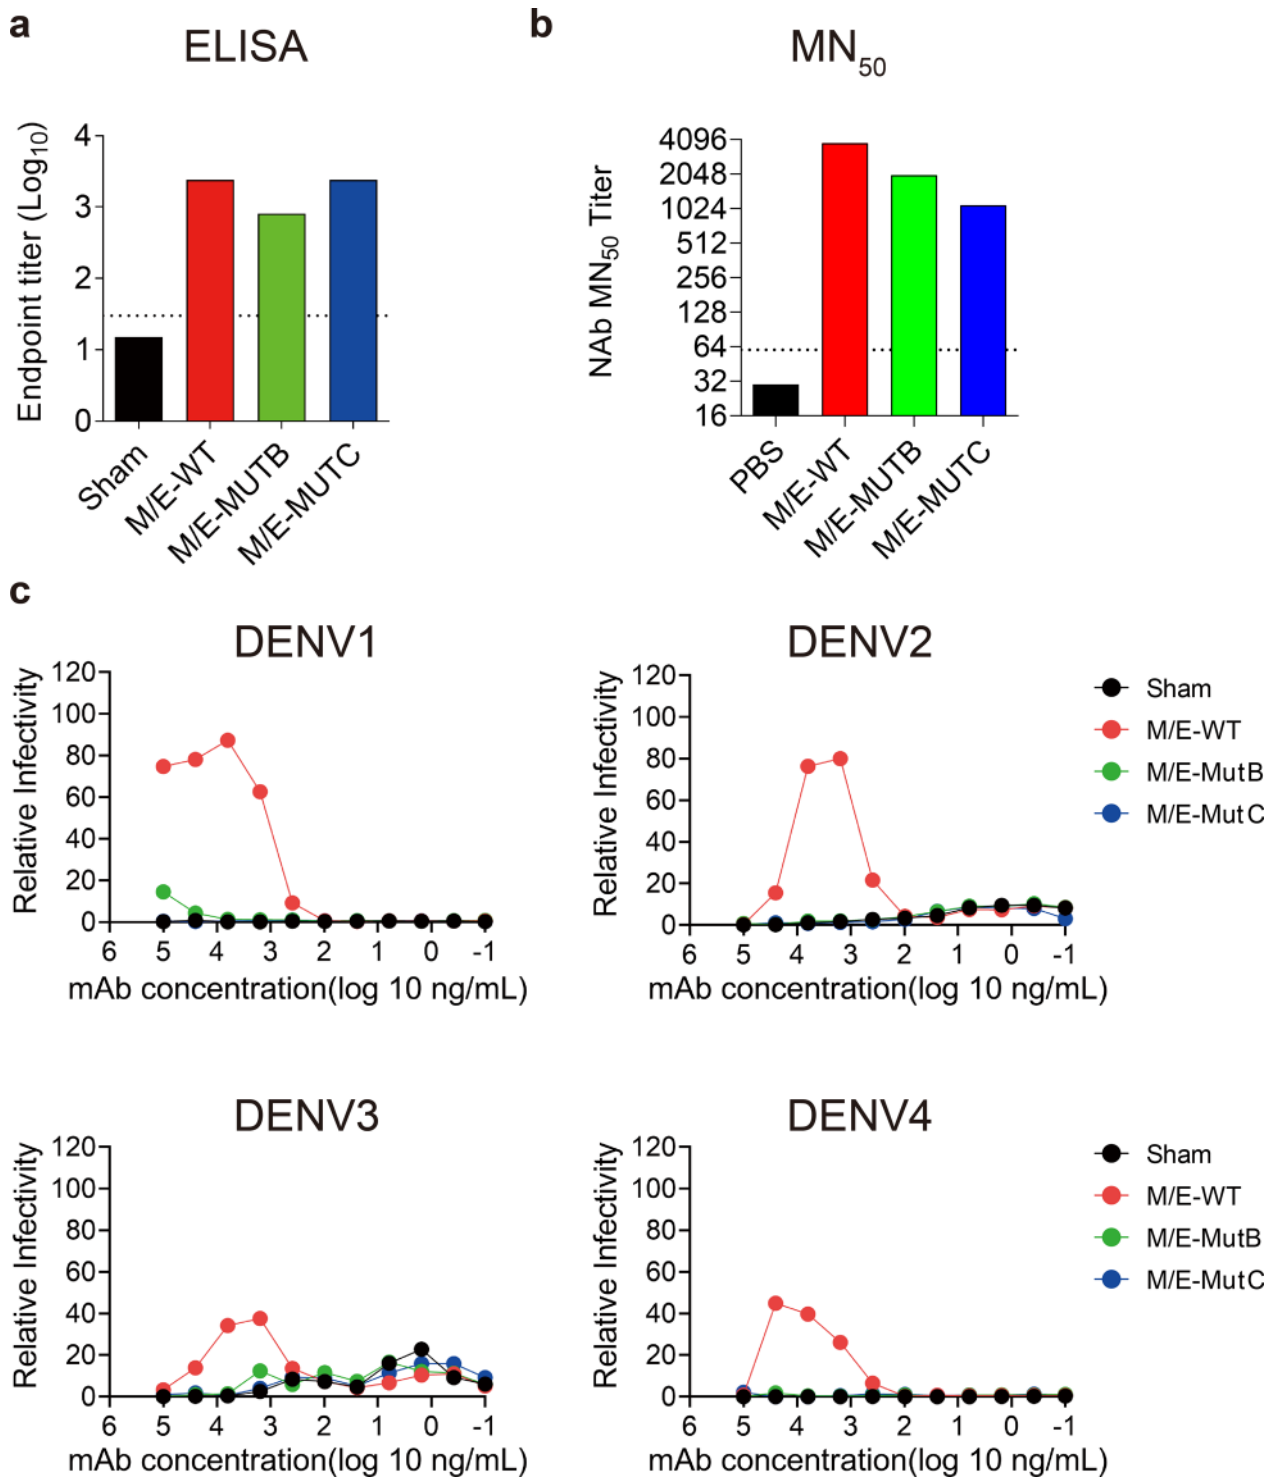 a
ELISA
Endpoint titer (Log10)
4
3
2
1
0
Sham
M/E-WT
M/E-MUTB
M/E-MUTC
b
MN50
NAb MN50 Titer
4096
2048
1024
512
256
128
64
32
16
PBS
M/E-WT
M/E-MUTB
M/E-MUTC
c
DENV1
Relative Infectivity
120
100
80
60
40
20
0
6 5 4 3 2 1 0 -1
mAb concentration(log 10 ng/mL)
DENV2
Relative Infectivity
120
100
80
60
40
20
0
6 5 4 3 2 1 0 -1
mAb concentration(log 10 ng/mL)
Sham
M/E-WT
M/E-MutB
M/E-MutC
DENV3
Relative Infectivity
120
100
80
60
40
20
0
6 5 4 3 2 1 0 -1
mAb concentration(log 10 ng/mL)
DENV4
Relative Infectivity
120
100
80
60
40
20
0
6 5 4 3 2 1 0 -1
mAb concentration(log 10 ng/mL)
Sham
M/E-WT
M/E-MutB
M/E-MutC